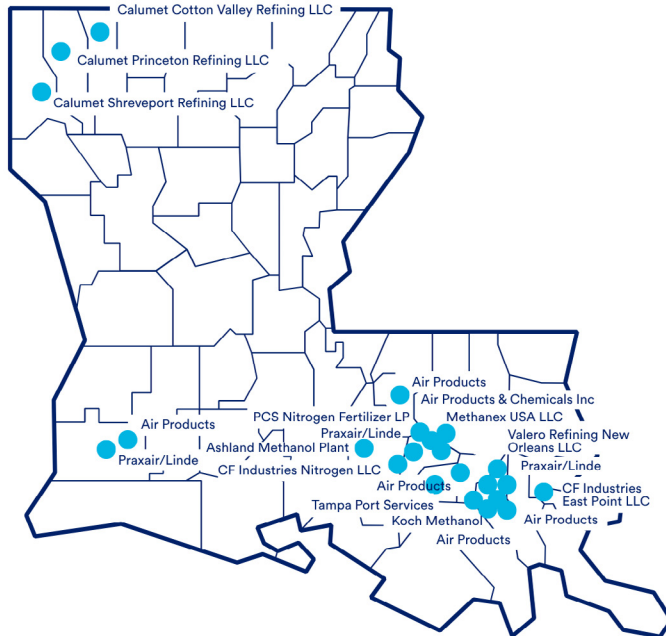 Calumet Cotton Valley Refining LLC
Calumet Princeton Refining LLC
Calumet Shreveport Refining LLC
Air Products
Air Products & Chemicals Inc
PCS Nitrogen Fertilizer LP
Methanex USA LLC
Air Products
Praxair/Linde
Valero Refining New
Orleans LLC
Ashland Methanol Plant
Praxair/Linde
Praxair/Linde
CF Industries Nitrogen LLC
Air Products
CF Industries
East Point LLC
Tampa Port Services
Koch Methanol
Air Products
Air Products